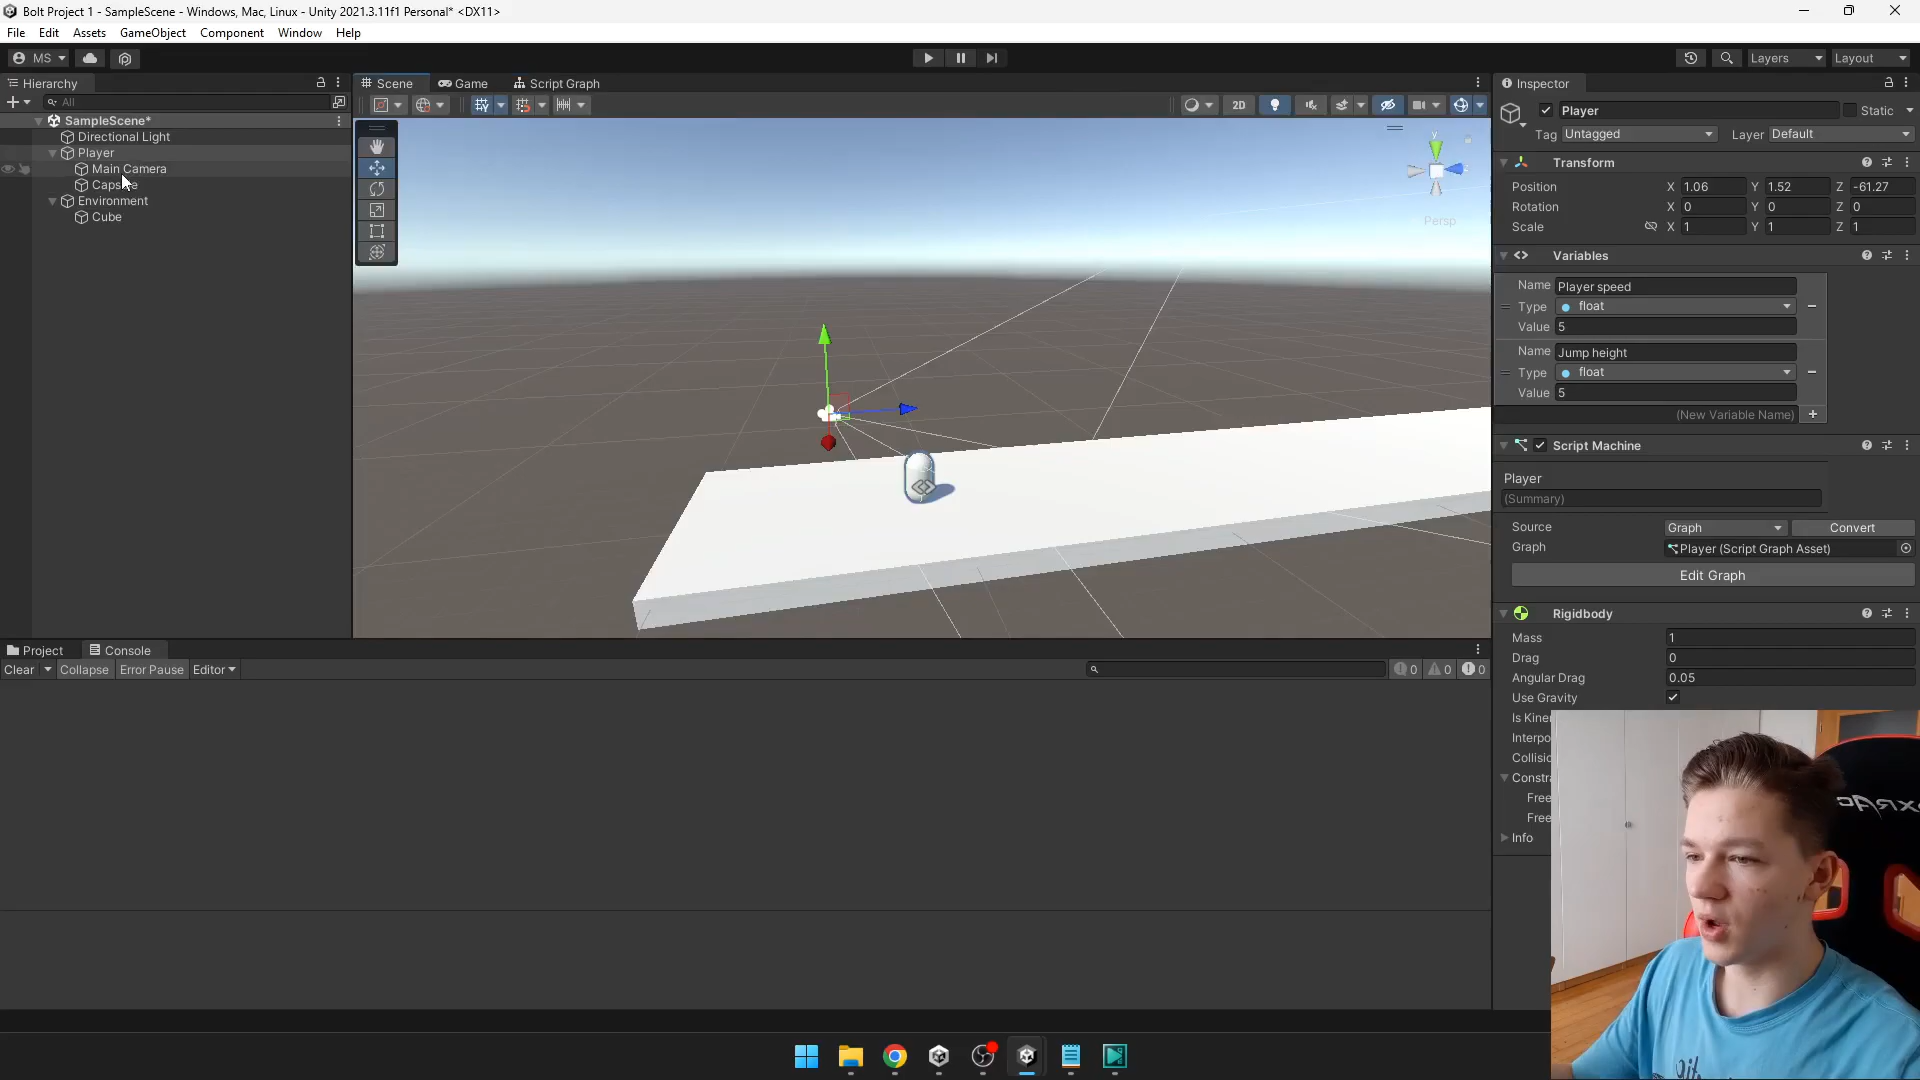 Bolt Project 1 - SampleScene - Windows, Mac, Linux - Unity 2021.3.11f1 Personal* <DX11>
File Edit Assets GameObject Component Window Help
MS
Layers
Layout
Hierarchy
All
SampleScene*
Directional Light
Player
Main Camera
Environment
Cube
Scene
Game
Script Graph
2D
y
z
Persp
Inspector
Player
Static
Tag Untagged
Layer Default
Transform
Position X 1.06 Y 1.52 Z -61.27
Rotation X 0 Y 0 Z 0
Scale X 1 Y 1 Z 1
Variables
Name Player speed
Type float
Value 5
Name Jump height
Type float
Value 5
(New Variable Name)
Script Machine
Player
(Summary)
Source Graph Convert
Graph Player (Script Graph Asset)
Edit Graph
Rigidbody
Mass 1
Drag 0
Angular Drag 0.05
Use Gravity
Is Kine
Interpo
Collisio
Constra
Free
Free
Info
Project
Console
Clear Collapse Error Pause Editor
0 0 0